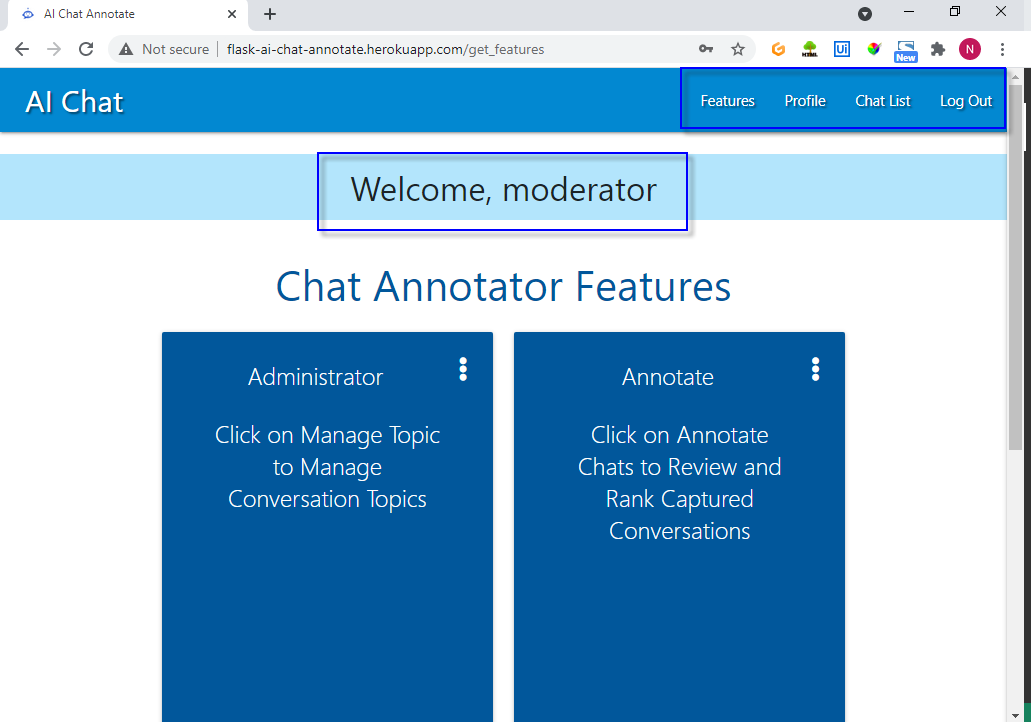 AI Chat Annotate
Not secure flask-ai-chat-annotate.herokuapp.com/get_features
HTML
Ui
New
N
AI Chat
Features Profile Chat List Log Out
Welcome, moderator
Chat Annotator Features
Administrator
Click on Manage Topic
to Manage
Conversation Topics
Annotate
Click on Annotate
Chats to Review and
Rank Captured
Conversations